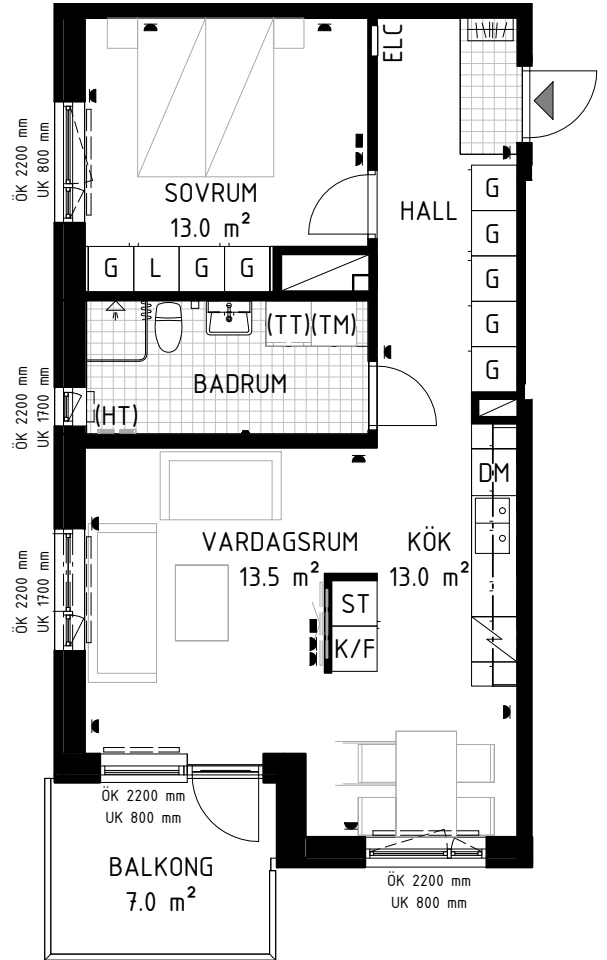 ELC
ÖK 2200 mm
UK 800 mm
SOVRUM
13.0 m²
HALL
G
G
G
G
G
G L G G
(TT)(TM)
BADRUM
(HT)
ÖK 2200 mm
UK 1700 mm
DM
VARDAGSRUM
13.5 m²
KÖK
13.0 m²
ÖK 2200 mm
UK 1700 mm
ST
K/F
ÖK 2200 mm
UK 800 mm
BALKONG
7.0 m²
ÖK 2200 mm
UK 800 mm